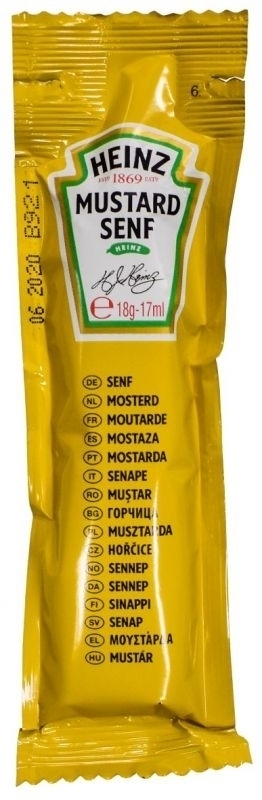 6
HEINZ
ESTD 1869 ESTD
MUSTARD
SENF
HEINZ
H J Heinz
℮ 18g-17ml
06 2020 B921
DE SENF
NL MOSTERD
FR MOUTARDE
ES MOSTAZA
PT MOSTARDA
IT SENAPE
RO MUȘTAR
BG ГОРЧИЦА
PL MUSZTARDA
CZ HOŘČICE
NO SENNEP
DA SENNEP
FI SINAPPI
SV SENAP
EL ΜΟΥΣΤΆΡΔΑ
HU MUSTÁR